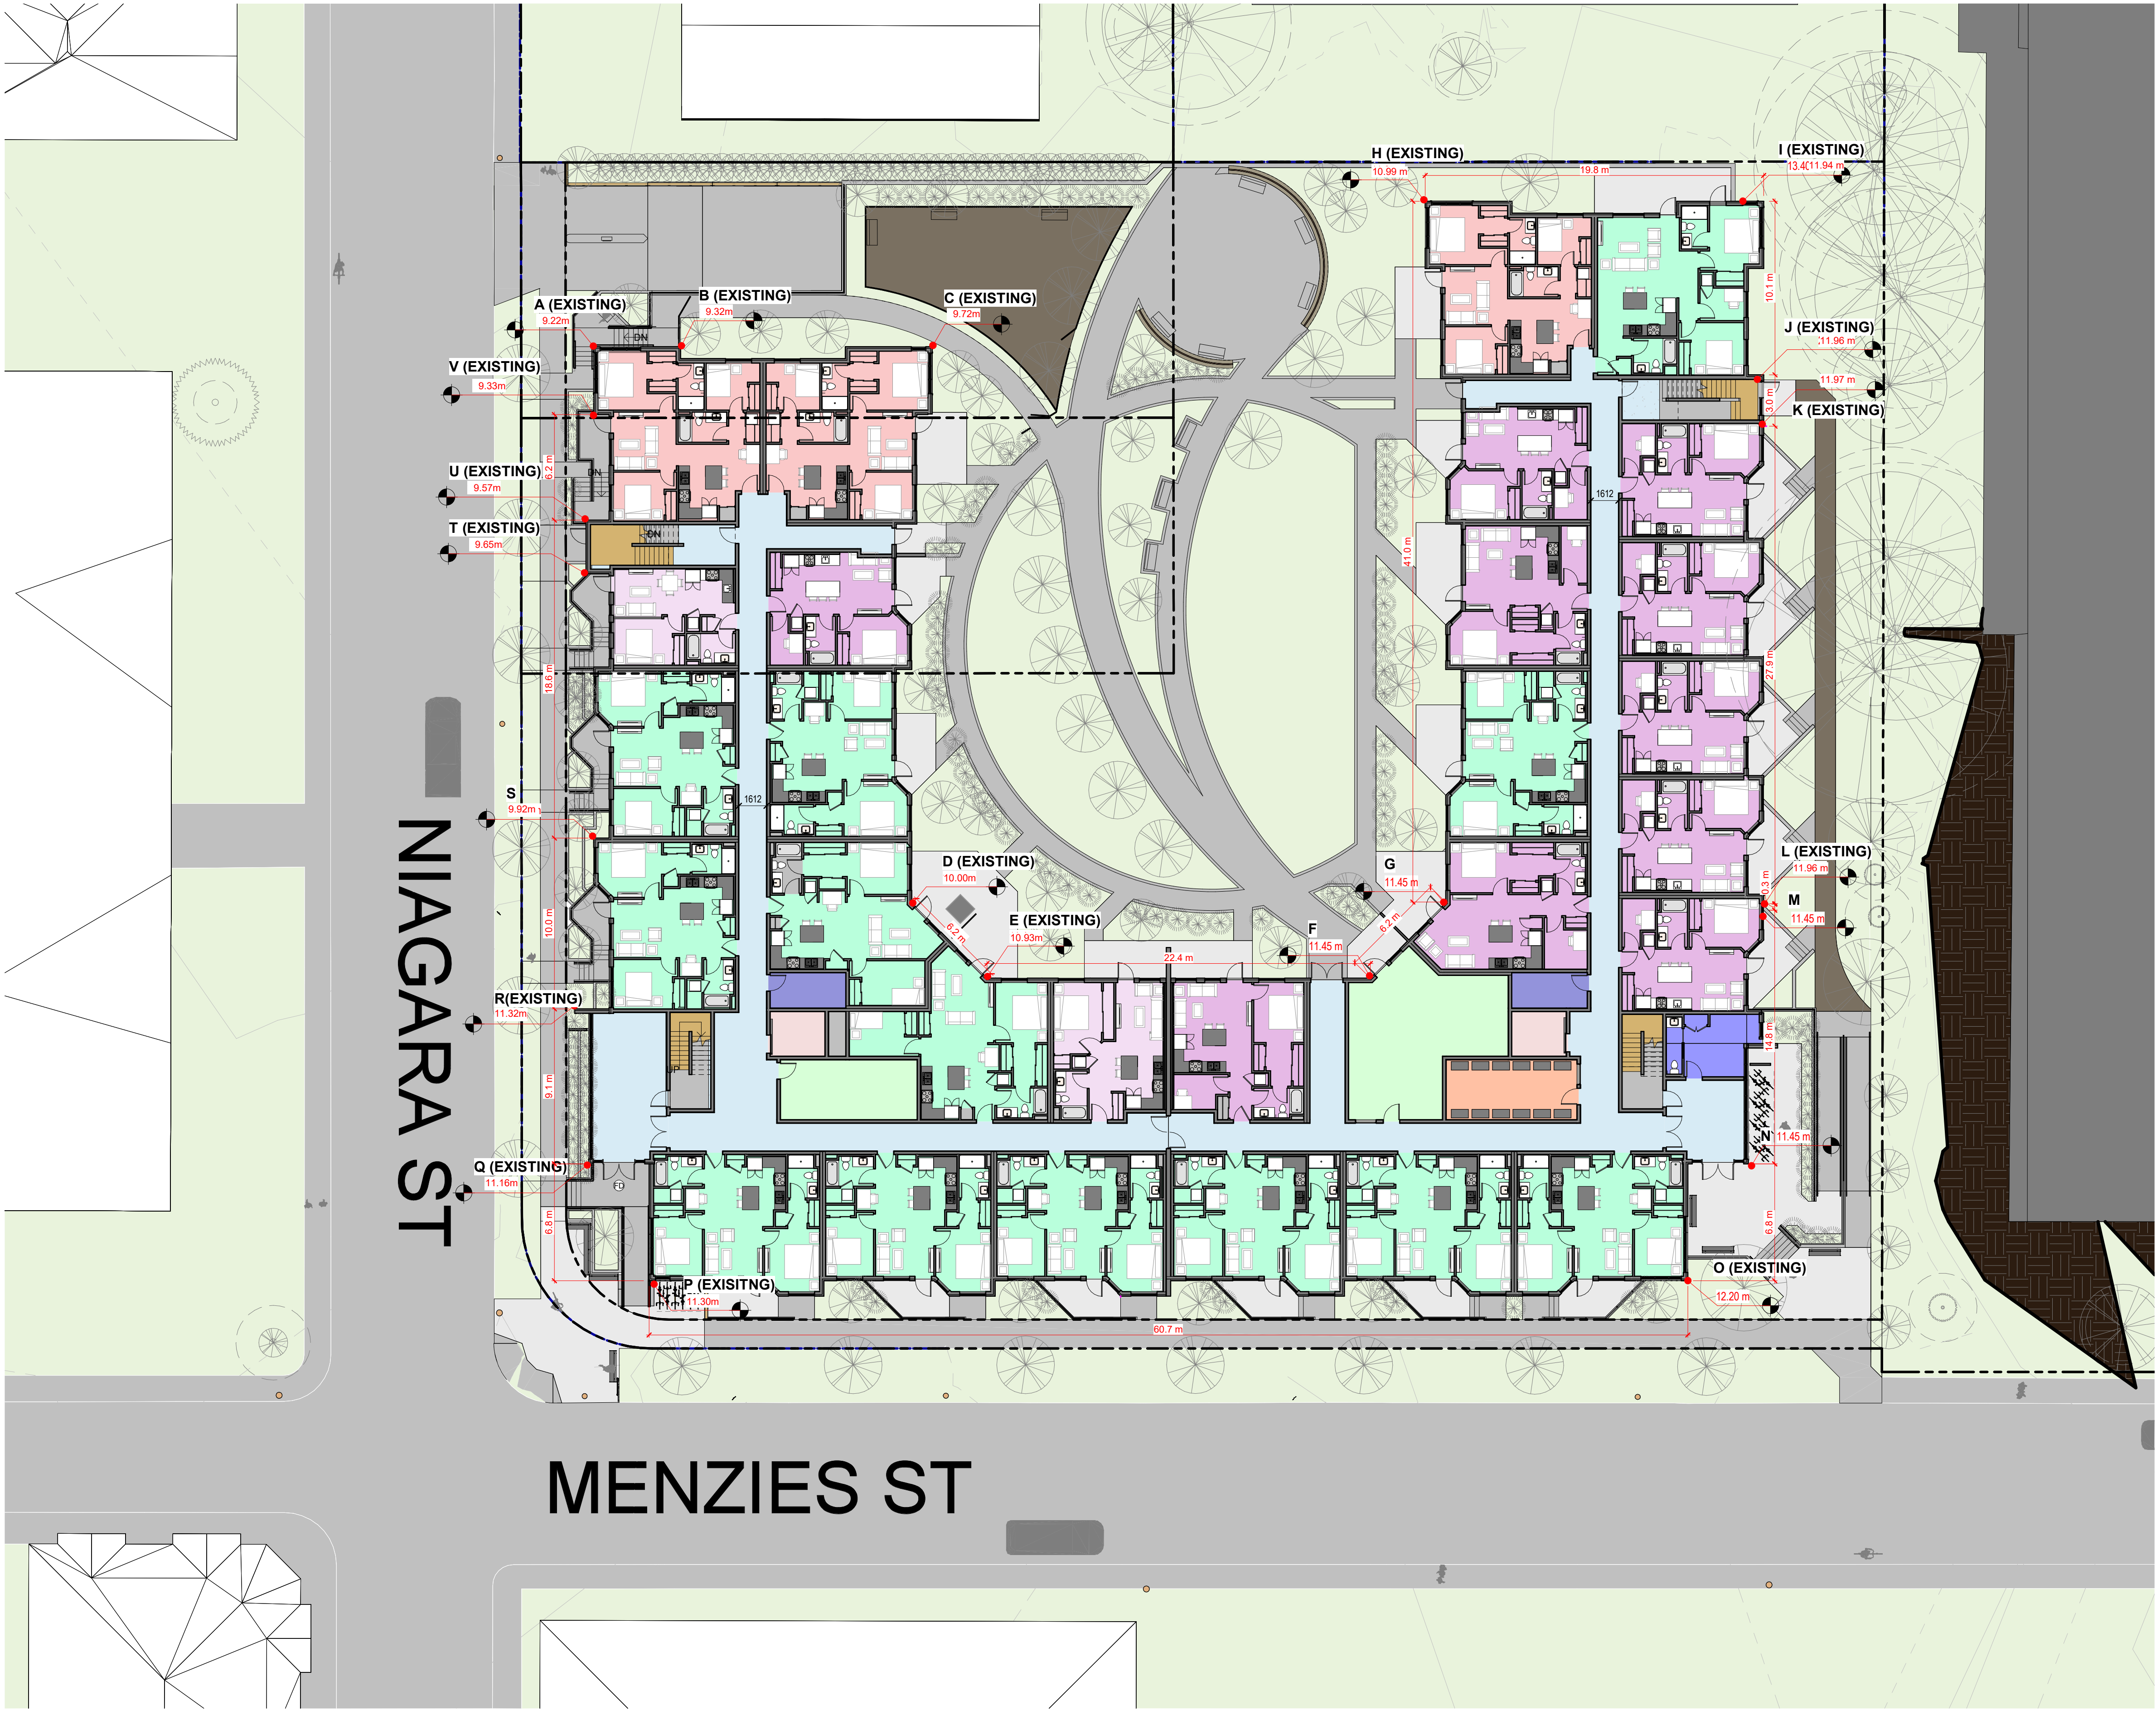 H (EXISTING)
10.99 m
19.8 m
I (EXISTING)
11.94 m
A (EXISTING)
9.22m
B (EXISTING)
9.32m
C (EXISTING)
9.72m
10.1 m
J (EXISTING)
11.96 m
V (EXISTING)
9.33m
DN
11.97 m
3.0 m
K (EXISTING)
U (EXISTING)
9.57m
DN
1612
T (EXISTING)
9.65m
DN
41.0 m
18.6 m
27.9 m
S
9.92m
1612
D (EXISTING)
10.00m
G
11.45 m
L (EXISTING)
11.96 m
0.3 m
M
11.45 m
10.0 m
6.2 m
E (EXISTING)
10.93m
F
11.45 m
6.2 m
22.4 m
R(EXISTING)
11.32m
14.8 m
9.1 m
N
11.45 m
Q (EXISTING)
11.16m
FD
6.8 m
6.8 m
P (EXISITNG)
11.30m
O (EXISTING)
12.20 m
60.7 m
NIAGARA ST
MENZIES ST